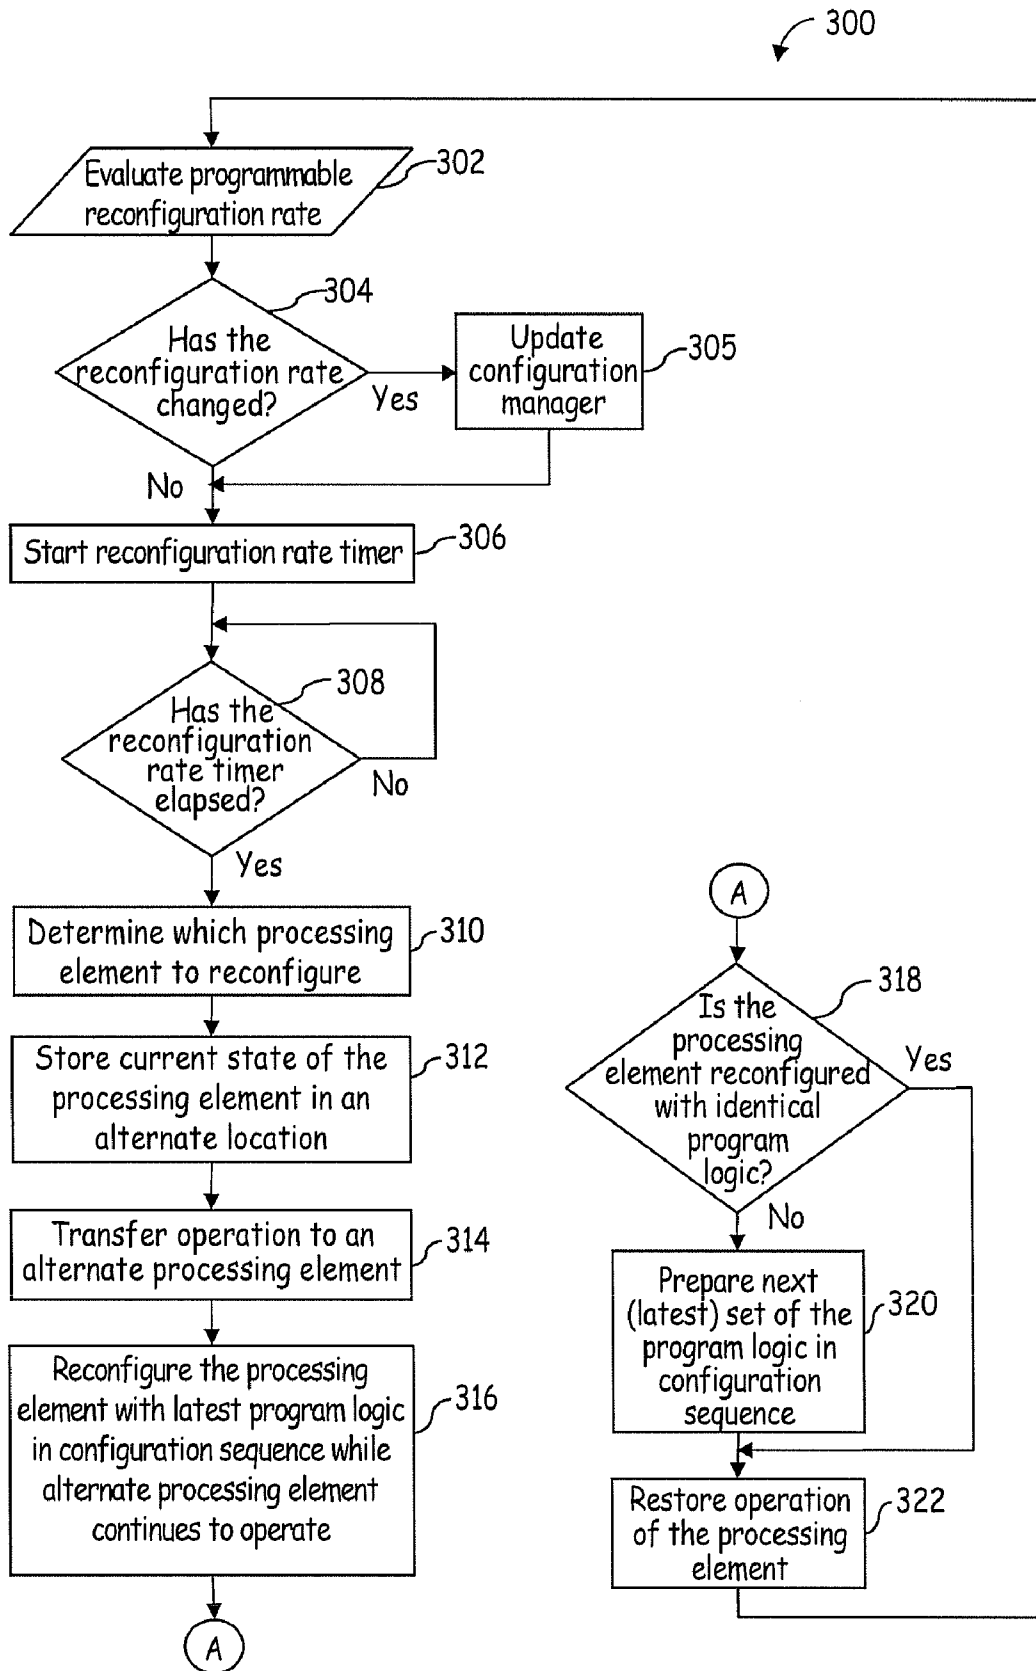 300
Evaluate programmable
reconfiguration rate
302
304
Has the
reconfiguration rate
changed?
Yes
Update
configuration
manager
305
No
Start reconfiguration rate timer
306
308
Has the
reconfiguration
rate timer
elapsed?
No
Yes
Determine which processing
element to reconfigure
310
Store current state of the
processing element in an
alternate location
312
Transfer operation to an
alternate processing element
314
Reconfigure the processing
element with latest program logic
in configuration sequence while
alternate processing element
continues to operate
316
A
A
318
Is the
processing
element reconfigured
with identical
program
logic?
Yes
No
Prepare next
(latest) set of the
program logic in
configuration
sequence
320
Restore operation
of the processing
element
322